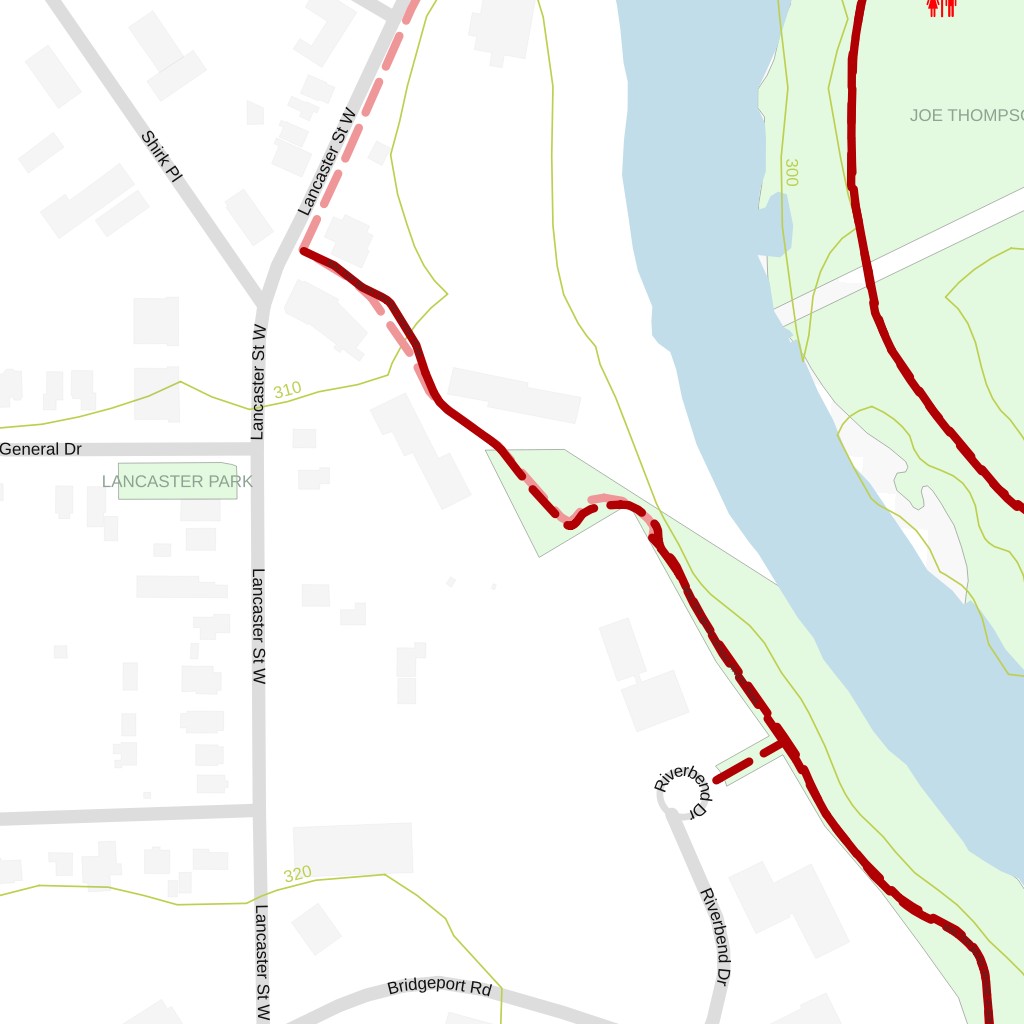 JOE THOMPSO
Shirk Pl
Lancaster St W
300
Lancaster St W
310
General Dr
LANCASTER PARK
Lancaster St W
Riverbend Dr
320
Riverbend Dr
Lancaster St W
Bridgeport Rd